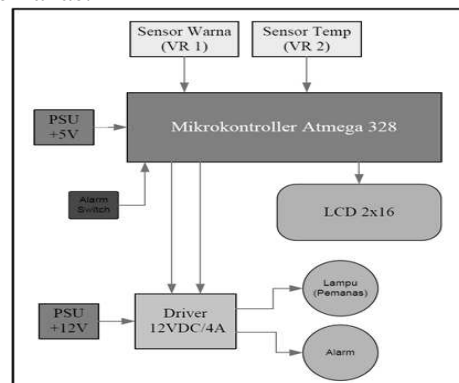 Sensor Warna
(VR 1)
Sensor Temp
(VR 2)
PSU
+5V
Mikrokontroller Atmega 328
Alarm
Switch
LCD 2x16
PSU
+12V
Driver
12VDC/4A
Lampu
(Pemanas)
Alarm